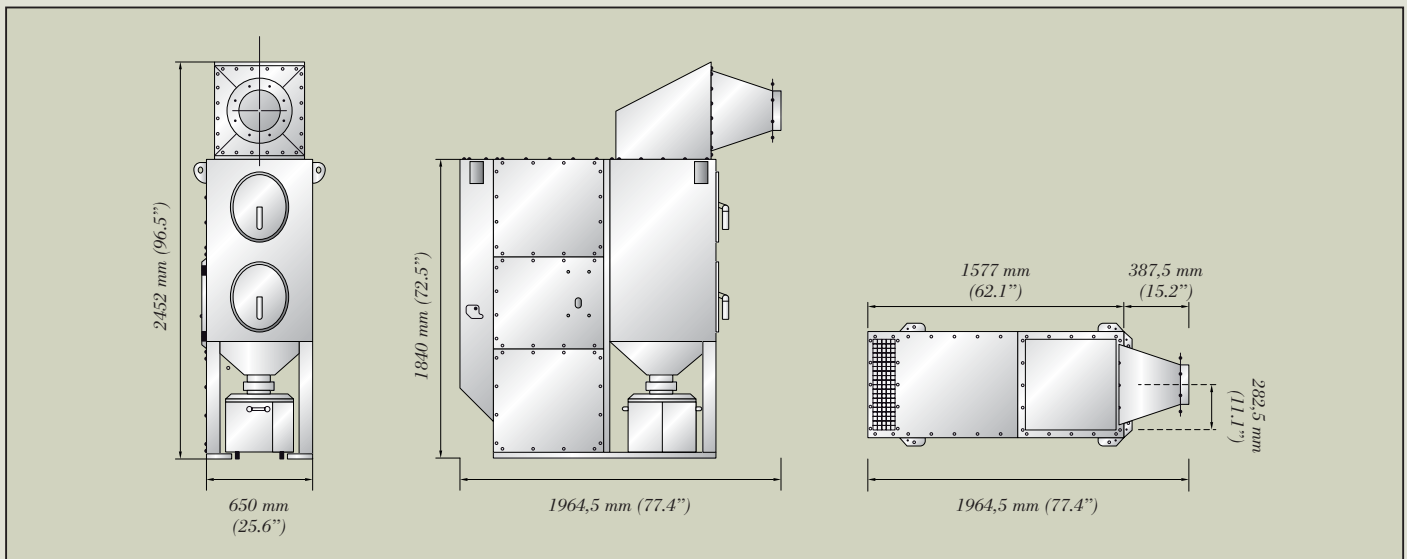 2452 mm (96.5”)
650 mm
(25.6”)
1840 mm (72.5”)
1964,5 mm (77.4”)
1577 mm
(62.1”)
387,5 mm
(15.2”)
282,5 mm
(11.1”)
1964,5 mm (77.4”)